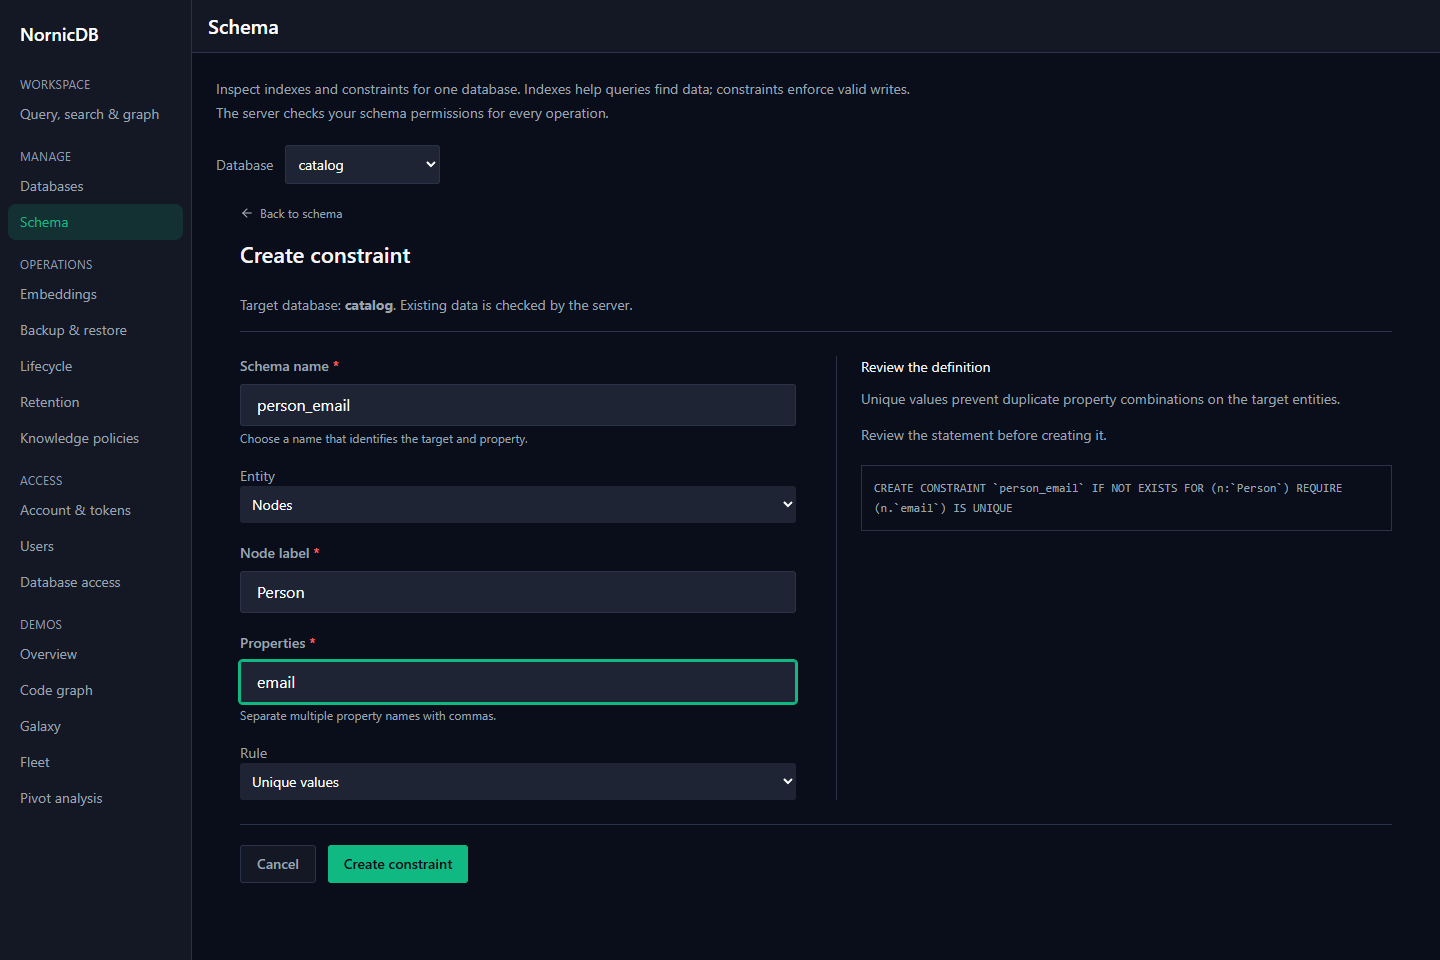 NornicDB
WORKSPACE
Query, search & graph
MANAGE
Databases
Schema
OPERATIONS
Embeddings
Backup & restore
Lifecycle
Retention
Knowledge policies
ACCESS
Account & tokens
Users
Database access
DEMOS
Overview
Code graph
Galaxy
Fleet
Pivot analysis
Schema
Inspect indexes and constraints for one database. Indexes help queries find data; constraints enforce valid writes.
The server checks your schema permissions for every operation.
Database
catalog
← Back to schema
Create constraint
Target database: catalog. Existing data is checked by the server.
Schema name *
person_email
Choose a name that identifies the target and property.
Entity
Nodes
Node label *
Person
Properties *
email
Separate multiple property names with commas.
Rule
Unique values
Review the definition
Unique values prevent duplicate property combinations on the target entities.
Review the statement before creating it.
CREATE CONSTRAINT `person_email` IF NOT EXISTS FOR (n:`Person`) REQUIRE
(n.`email`) IS UNIQUE
Cancel
Create constraint